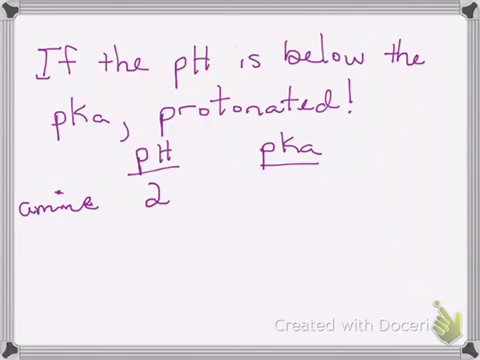 If the pH is below the
pka, protonated!
pH pka
amine 2
Created with Doceri